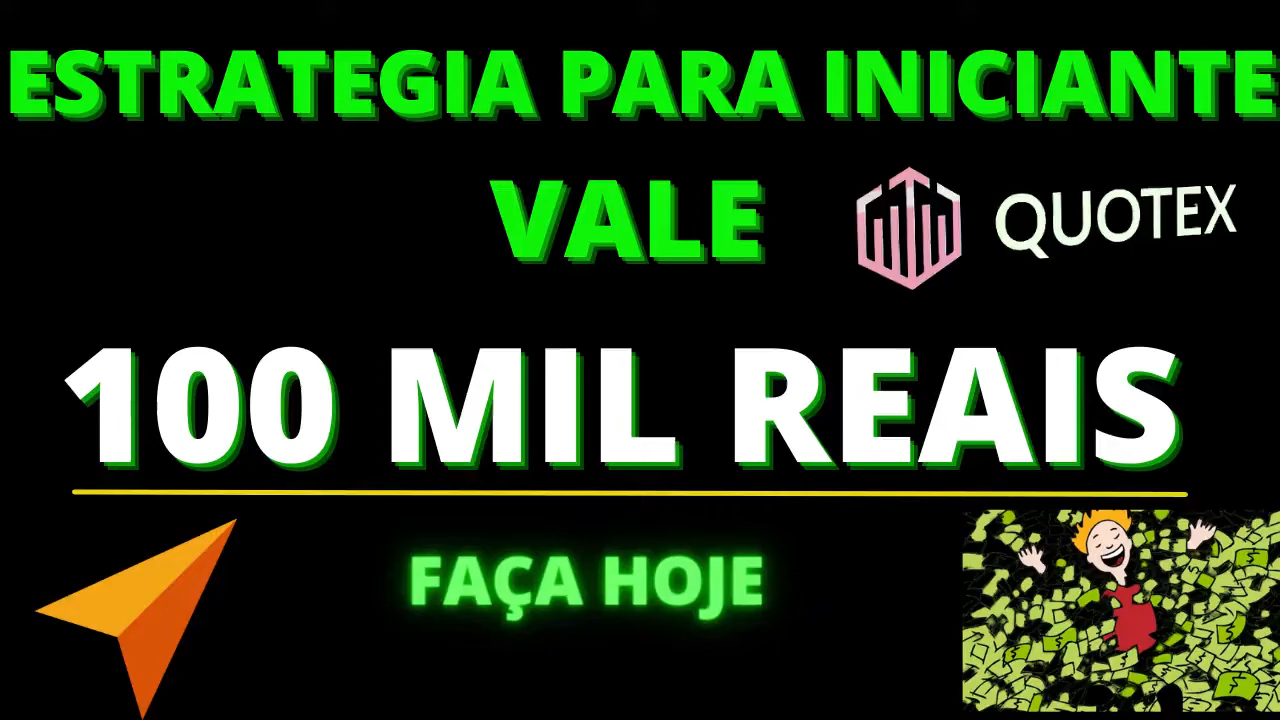 ESTRATEGIA PARA INICIANTE
VALE
QUOTEX
100 MIL REAIS
FAÇA HOJE